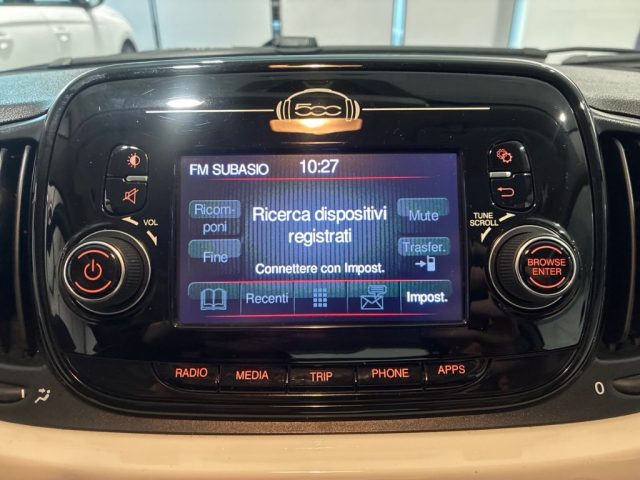 500
FM SUBASIO 10:27
Ricom-
poni
Ricerca dispositivi
registrati
Mute
Fine
Trasfer.
Connettere con Impost.
Recenti
Impost.
VOL
TUNE
SCROLL
BROWSE
ENTER
RADIO
MEDIA
TRIP
PHONE
APPS
0